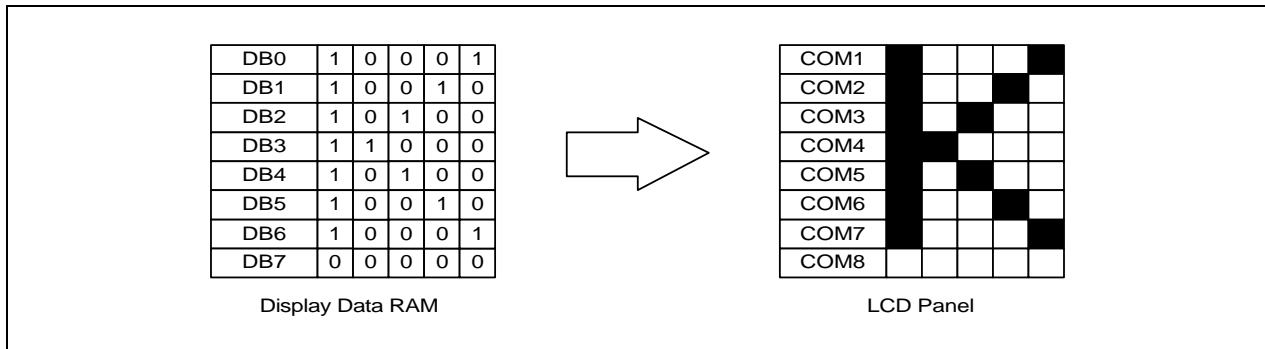 DB0 1 0 0 0 1
DB1 1 0 0 1 0
DB2 1 0 1 0 0
DB3 1 1 0 0 0
DB4 1 0 1 0 0
DB5 1 0 0 1 0
DB6 1 0 0 0 1
DB7 0 0 0 0 0
Display Data RAM
COM1
COM2
COM3
COM4
COM5
COM6
COM7
COM8
LCD Panel